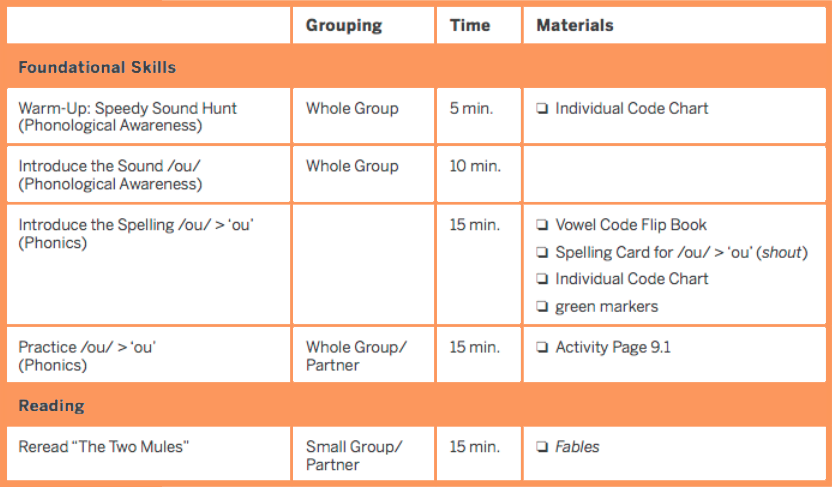 Grouping Time Materials
Foundational Skills
Warm-Up: Speedy Sound Hunt Whole Group 5 min. ❏ Individual Code Chart
(Phonological Awareness)
Introduce the Sound /ou/ Whole Group 10 min.
(Phonological Awareness)
Introduce the Spelling /ou/ > ‘ou’ 15 min. ❏ Vowel Code Flip Book
(Phonics)
❏ Spelling Card for /ou/ > ‘ou’ (shout)
❏ Individual Code Chart
❏ green markers
Practice /ou/ > ‘ou’ Whole Group/ 15 min. ❏ Activity Page 9.1
(Phonics) Partner
Reading
Reread “The Two Mules” Small Group/ 15 min. ❏ Fables
Partner